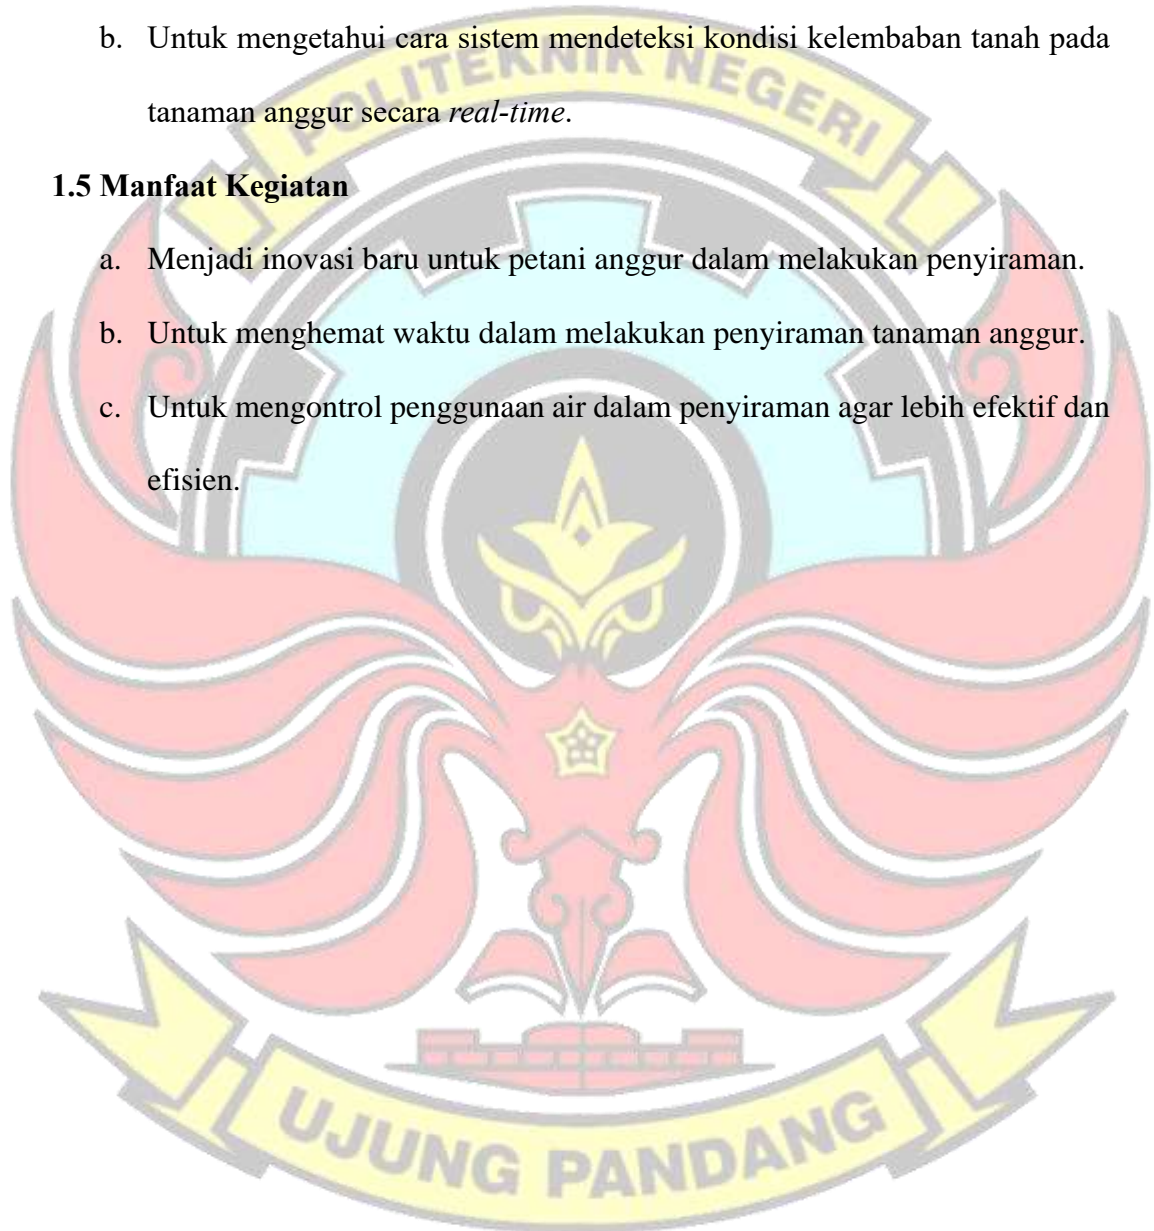 b. Untuk mengetahui cara sistem mendeteksi kondisi kelembaban tanah pada
tanaman anggur secara real-time.
POLITEKNIK NEGERI
1.5 Manfaat Kegiatan
a. Menjadi inovasi baru untuk petani anggur dalam melakukan penyiraman.
b. Untuk menghemat waktu dalam melakukan penyiraman tanaman anggur.
c. Untuk mengontrol penggunaan air dalam penyiraman agar lebih efektif dan
efisien.
UJUNG PANDANG